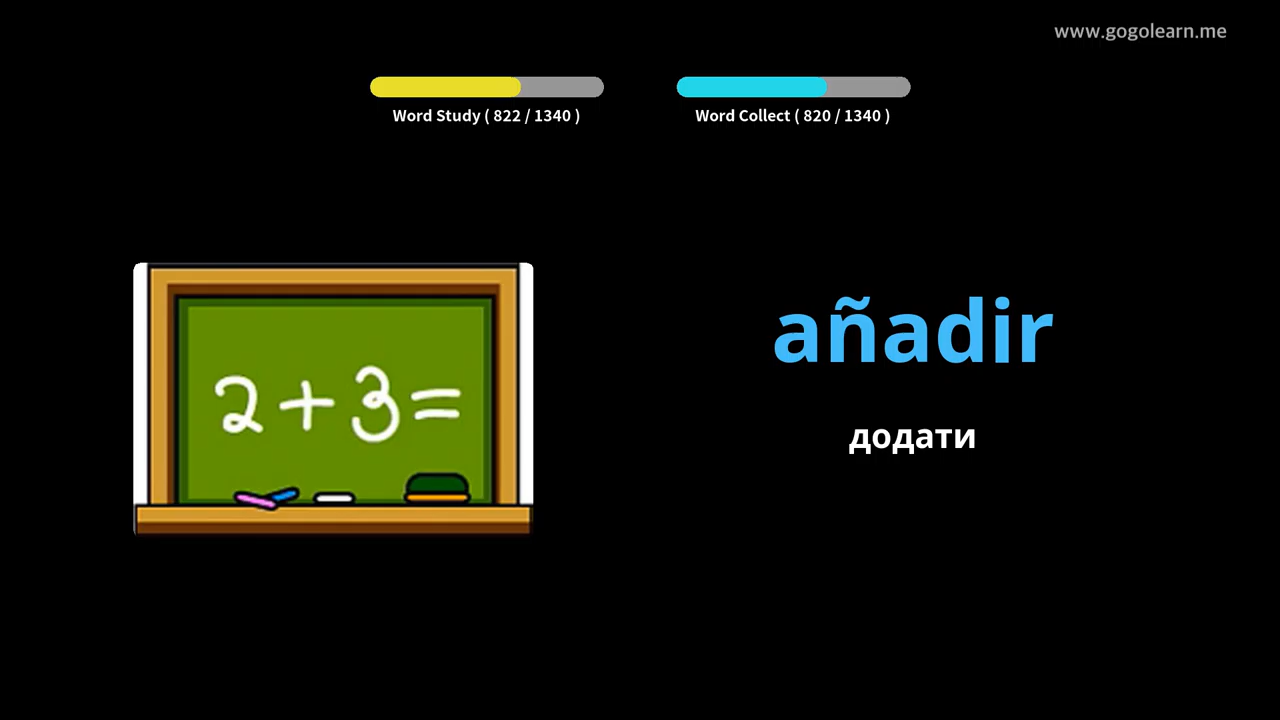 www.gogolearn.me
Word Study ( 822 / 1340 )
Word Collect ( 820 / 1340 )
2 + 3 =
añadir
додати